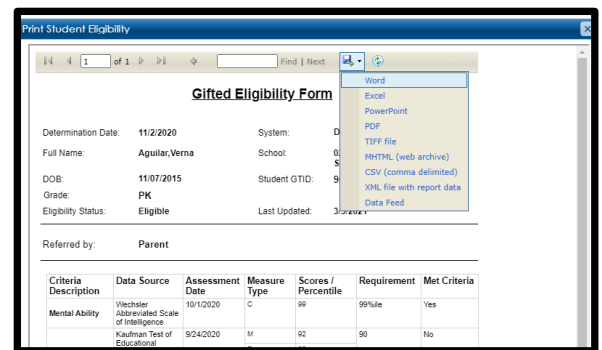 Print Student Eligibility
1 of 1 Find | Next
Word
Gifted Eligibility Form
Excel
PowerPoint
PDF
TIFF file
MHTML (web archive)
CSV (comma delimited)
XML file with report data
Data Feed
Determination Date: 11/2/2020 System: D
Full Name: Aguilar,Verna School:
DOB: 11/07/2015 Student GTID:
Grade: PK
Eligibility Status: Eligible Last Updated: 3/5/2021
Referred by: Parent
Criteria Description Data Source Assessment Date Measure Type Scores / Percentile Requirement Met Criteria
Mental Ability Wechsler Abbreviated Scale of Intelligence 10/1/2020 C 99 99%ile Yes
Kaufman Test of Educational 9/24/2020 M 92 90 No